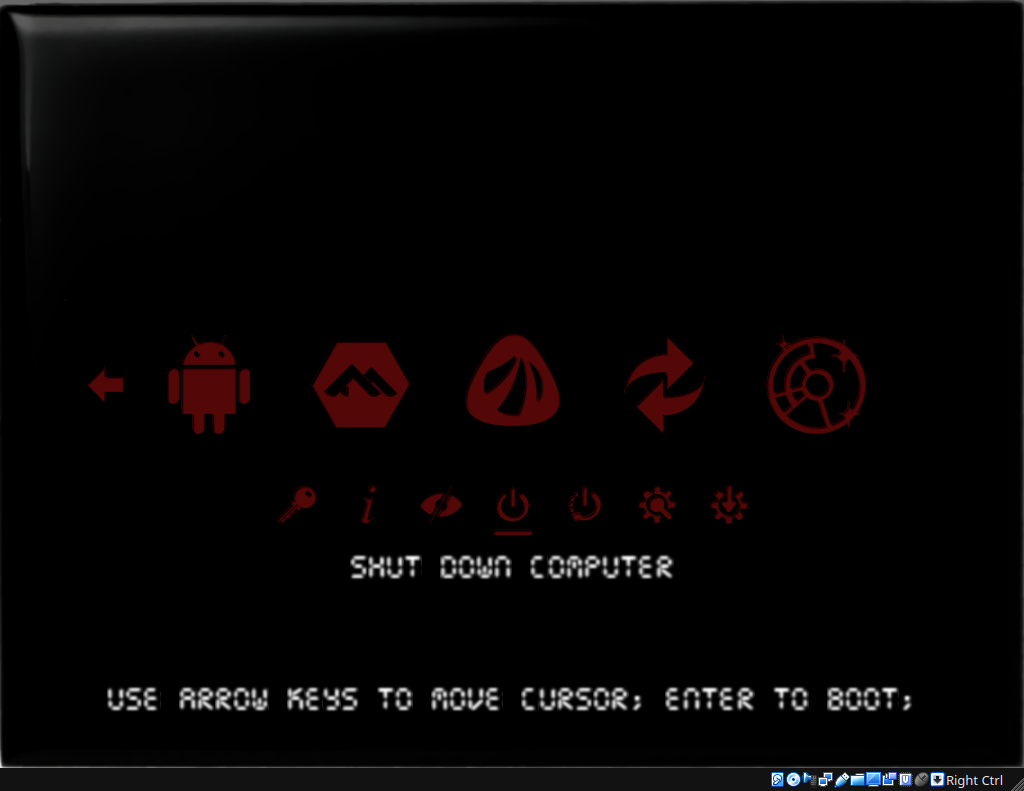 SHUT DOWN COMPUTER
USE ARROW KEYS TO MOVE CURSOR; ENTER TO BOOT;
Right Ctrl